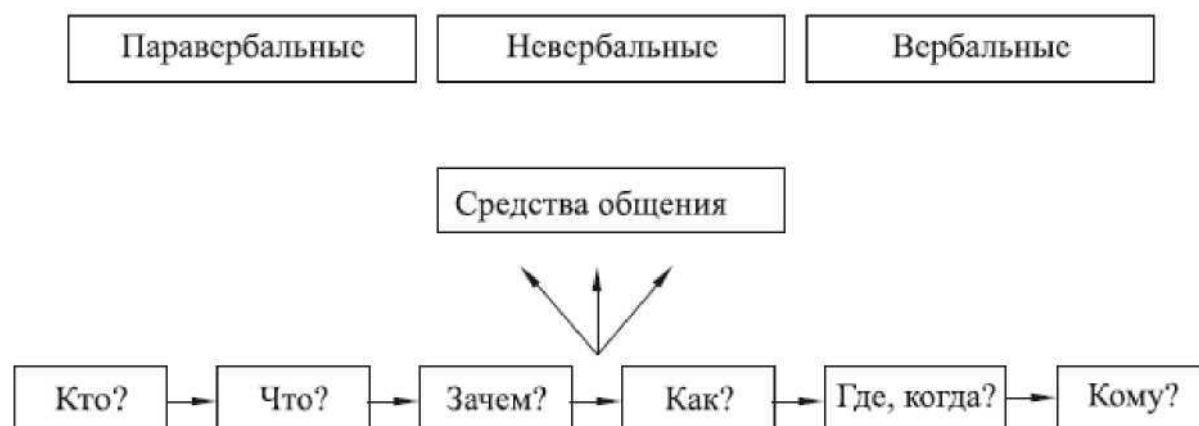 Паравербальные
Невербальные
Вербальные
Средства общения
Кто?
Что?
Зачем?
Как?
Где, когда?
Кому?